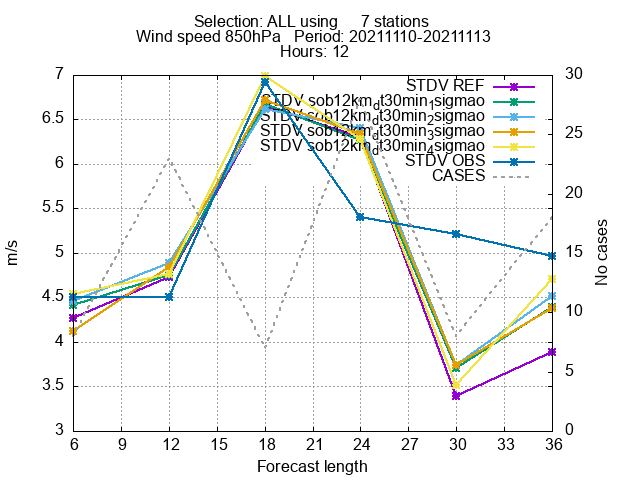 Selection: ALL using 7 stations
Wind speed 850hPa Period: 20211110-20211113
Hours: 12
STDV REF
STDV sob12km_dt30min_1sigmao
STDV sob12km_dt30min_2sigmao
STDV sob12km_dt30min_3sigmao
STDV sob12km_dt30min_4sigmao
STDV OBS
CASES
7
6.5
6
5.5
5
4.5
4
3.5
3
m/s
30
25
20
15
10
5
0
No cases
6 9 12 15 18 21 24 27 30 33 36
Forecast length